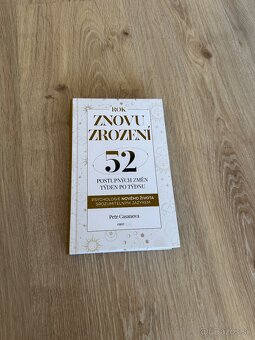 ROK
ZNOVU
ZROZENÍ
52
POSTUPNÝCH ZMĚN
TÝDEN PO TÝDNU
PSYCHOLOGIE NOVÉHO ŽIVOTA
SROZUMITELNÝM JAZYKEM
Petr Casanova